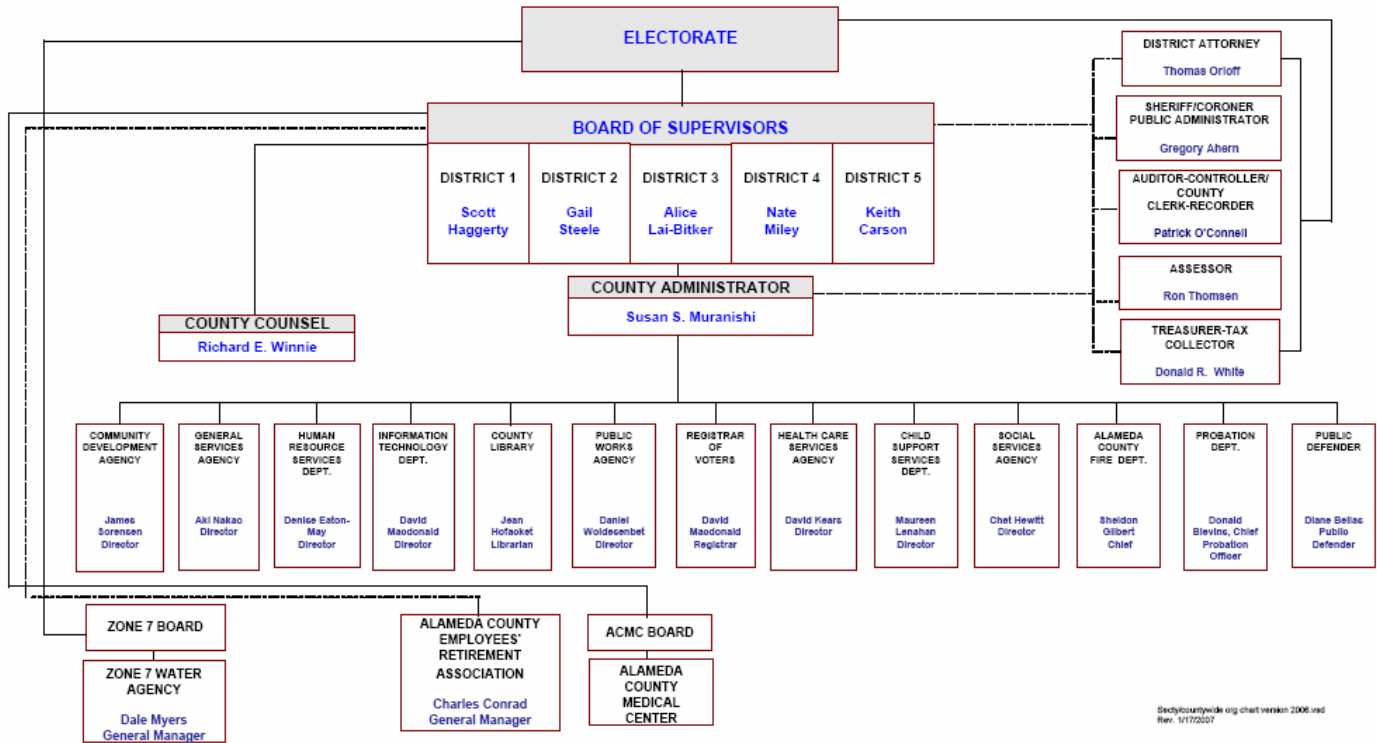 ELECTORATE
BOARD OF SUPERVISORS
DISTRICT 1
Scott
Haggerty
DISTRICT 2
Gail
Steele
DISTRICT 3
Alice
Lai-Bitker
DISTRICT 4
Nate
Miley
DISTRICT 5
Keith
Carson
DISTRICT ATTORNEY
Thomas Orloff
SHERIFF/CORONER
PUBLIC ADMINISTRATOR
Gregory Ahern
AUDITOR-CONTROLLER/
COUNTY
CLERK-RECORDER
Patrick O'Connell
ASSESSOR
Ron Thomsen
TREASURER-TAX
COLLECTOR
Donald R. White
COUNTY ADMINISTRATOR
Susan S. Muranishi
COUNTY COUNSEL
Richard E. Winnie
COMMUNITY
DEVELOPMENT
AGENCY
James
Sorensen
Director
GENERAL
SERVICES
AGENCY
Aki Nakao
Director
HUMAN
RESOURCE
SERVICES
DEPT.
Denise Eaton-
May
Director
INFORMATION
TECHNOLOGY
DEPT.
David
Macdonald
Director
COUNTY
LIBRARY
Jean
Hofacket
Librarian
PUBLIC
WORKS
AGENCY
Daniel
Woldesenbet
Director
REGISTRAR
OF
VOTERS
David
Macdonald
Registrar
HEALTH CARE
SERVICES
AGENCY
David Kears
Director
CHILD
SUPPORT
SERVICES
DEPT.
Maureen
Lenahan
Director
SOCIAL
SERVICES
AGENCY
Chet Hewitt
Director
ALAMEDA
COUNTY
FIRE DEPT.
Sheldon
Gilbert
Chief
PROBATION
DEPT.
Donald
Blevins, Chief
Probation
Officer
PUBLIC
DEFENDER
Diane Bellas
Public
Defender
ZONE 7 BOARD
ZONE 7 WATER
AGENCY
Dale Myers
General Manager
ALAMEDA COUNTY
EMPLOYEES'
RETIREMENT
ASSOCIATION
Charles Conrad
General Manager
ACMC BOARD
ALAMEDA
COUNTY
MEDICAL
CENTER
Secty/countywide org chart version 2006.vsd
Rev. 1/17/2007